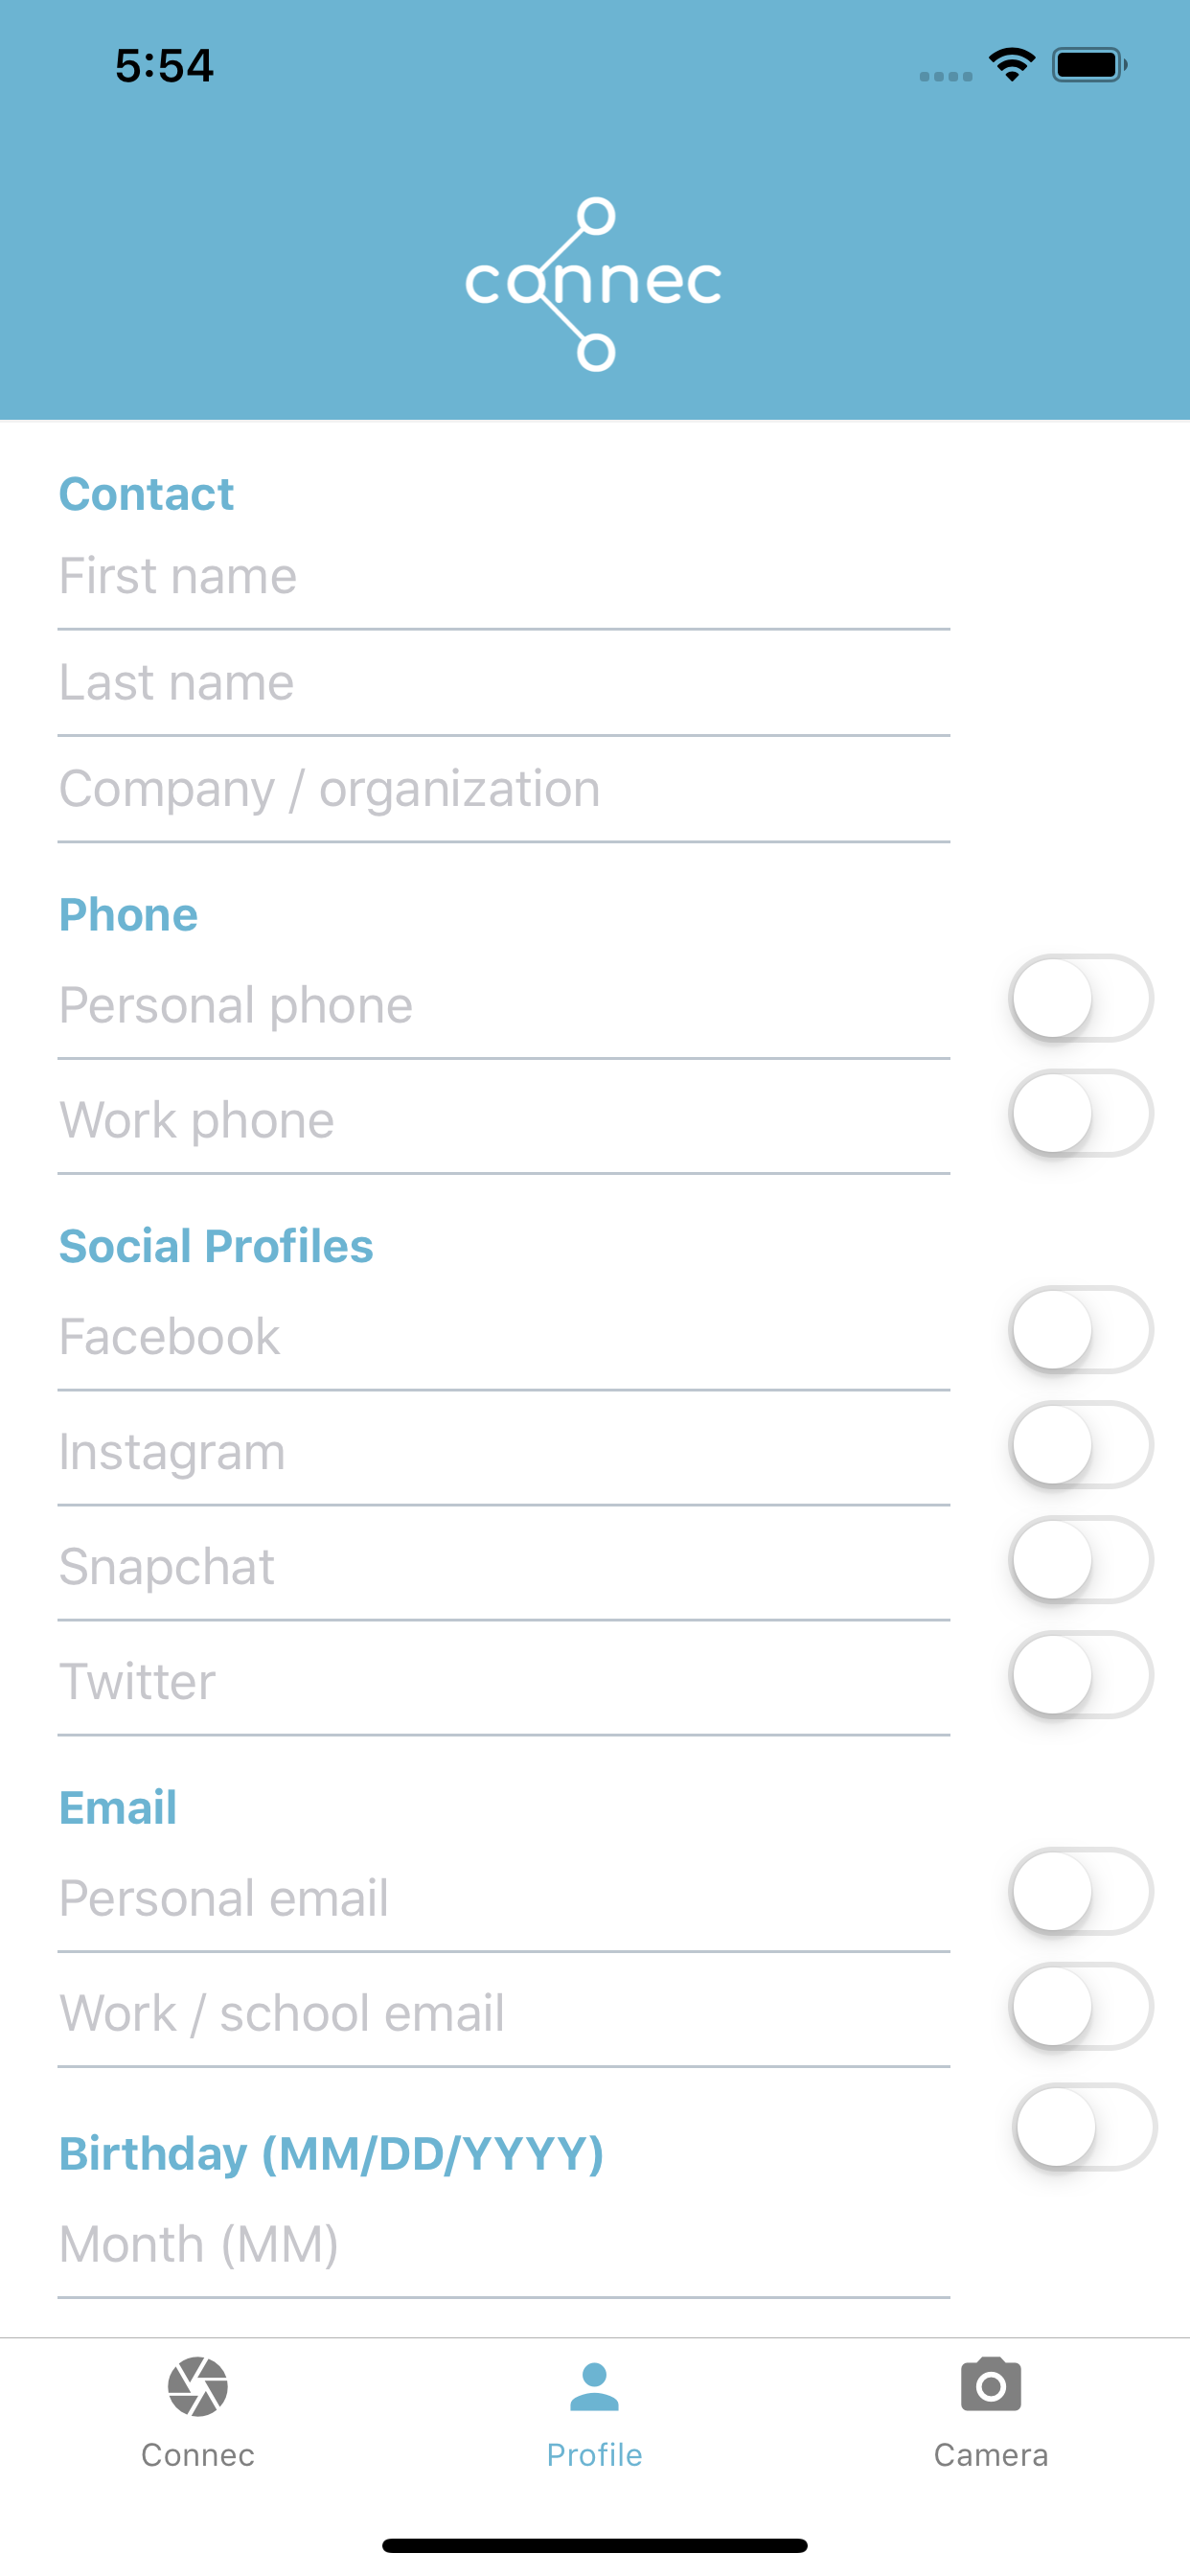 5:54
connec
Contact
First name
Last name
Company / organization
Phone
Personal phone
Work phone
Social Profiles
Facebook
Instagram
Snapchat
Twitter
Email
Personal email
Work / school email
Birthday (MM/DD/YYYY)
Month (MM)
Connec
Profile
Camera